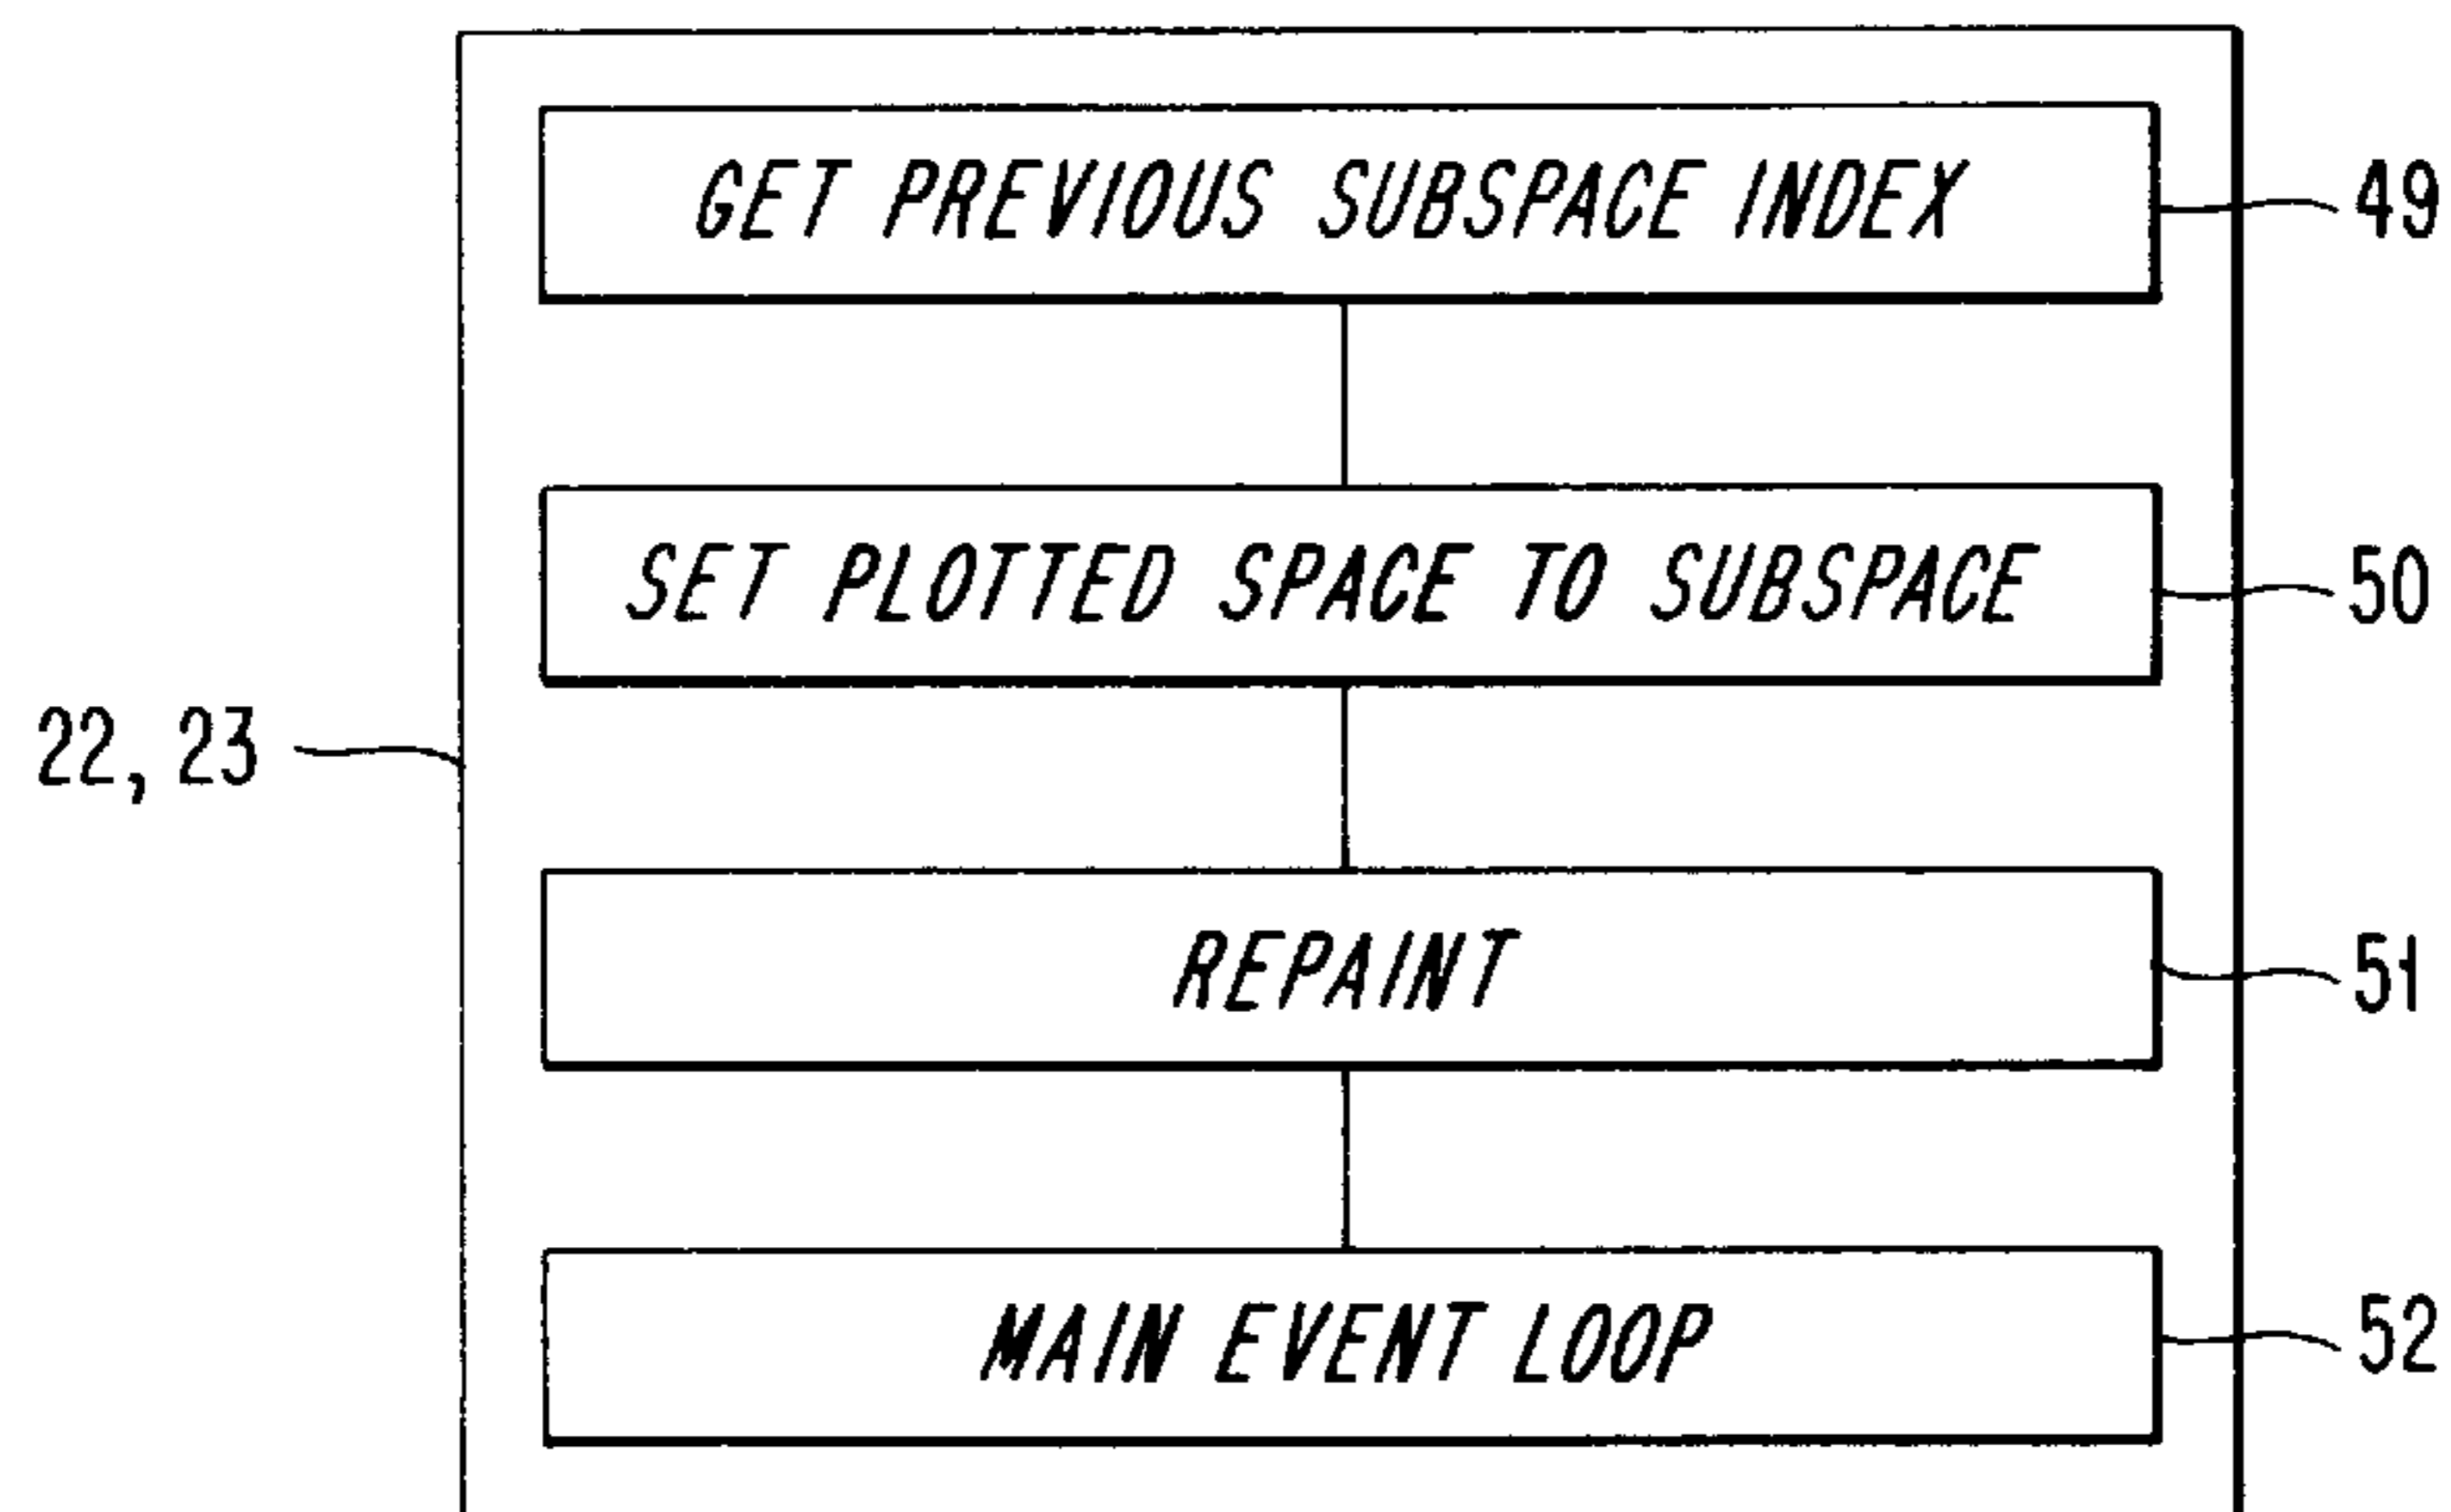 GET PREVIOUS SUBSPACE INDEX
49
SET PLOTTED SPACE TO SUBSPACE
50
22, 23
REPAINT
51
MAIN EVENT LOOP
52